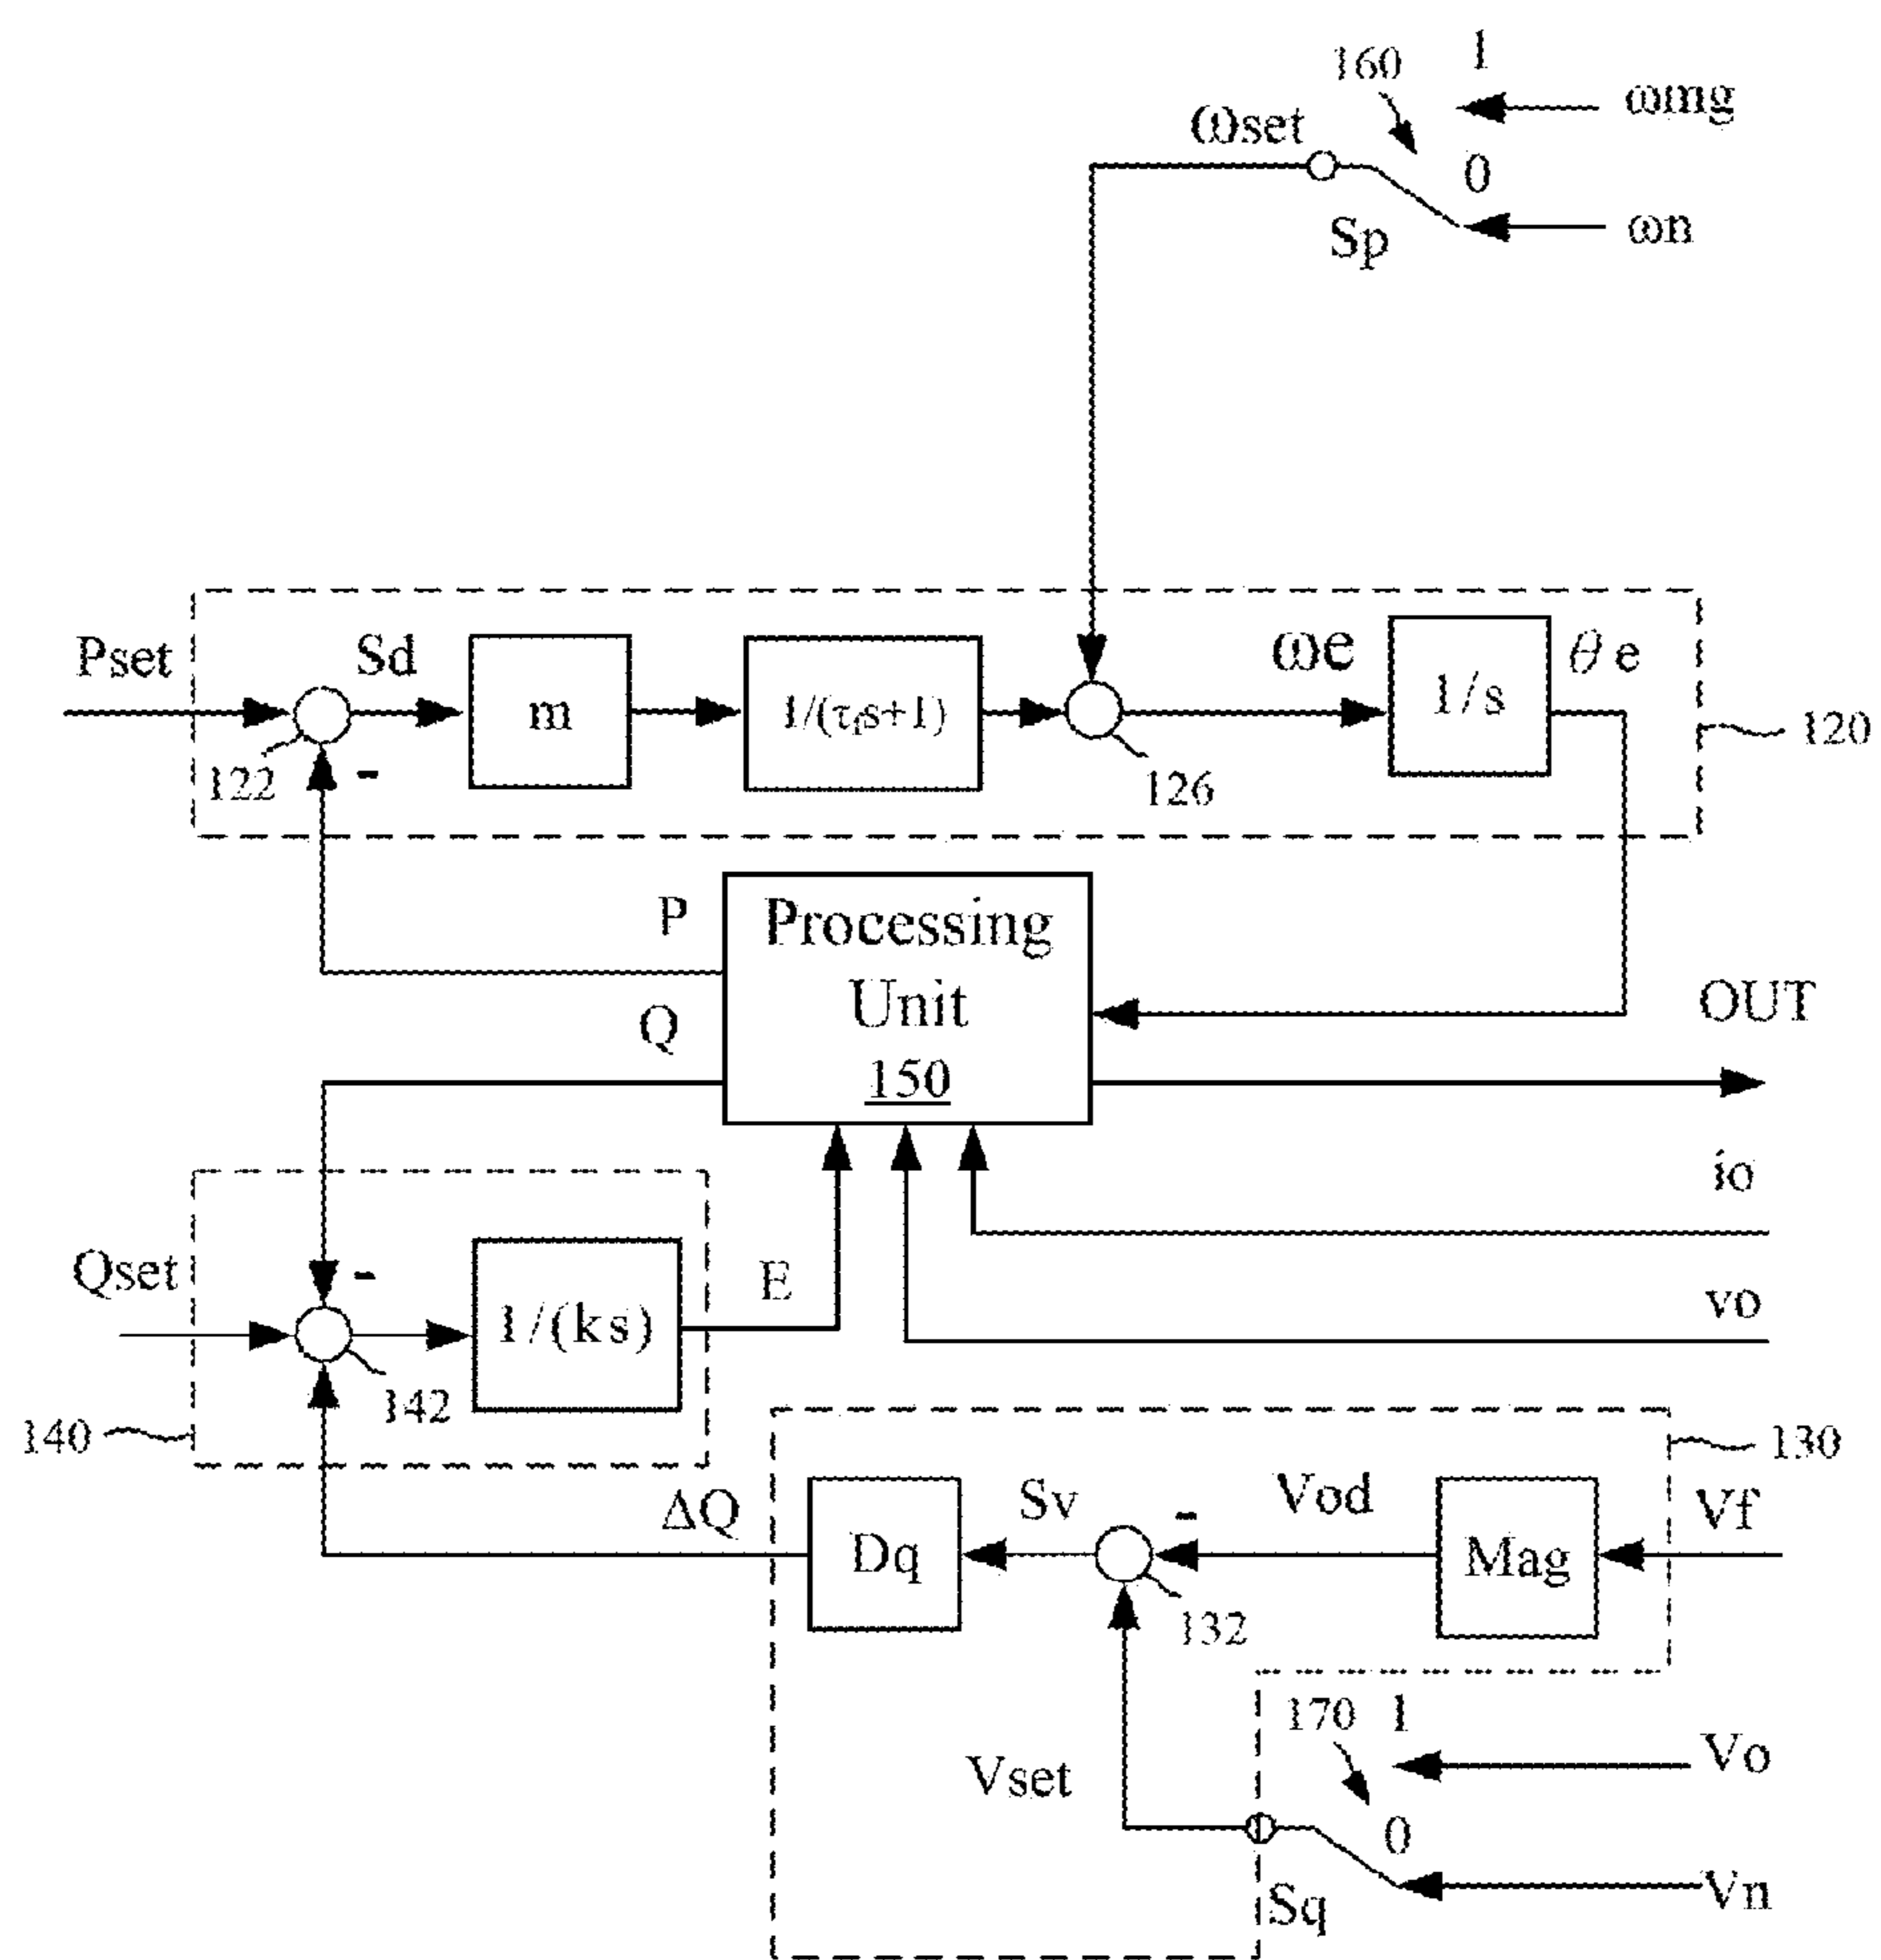 160
1
ωmg
ωset
0
Sp
ωn
Pset
Sd
m
1/(τfs+1)
ωe
1/s
θe
120
122
-
126
P
Processing
Unit
150
Q
OUT
io
Qset
-
1/(ks)
E
vo
142
140
130
ΔQ
Dq
Sv
-
Vod
Mag
Vf
132
170
1
Vo
Vset
0
Sq
Vn